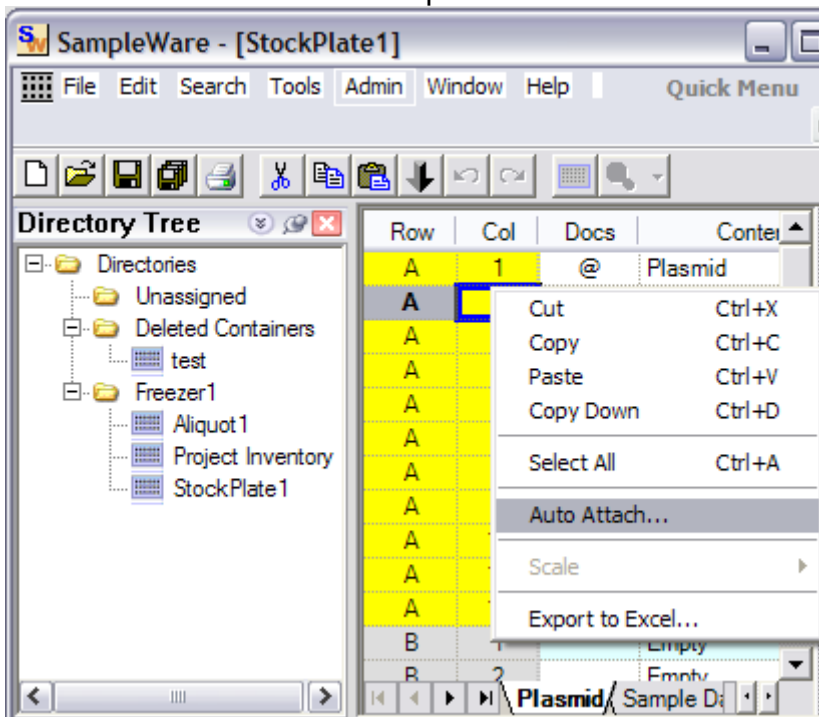 SampleWare - [StockPlate1]
File Edit Search Tools Admin Window Help Quick Menu
Directory Tree
Directories
Unassigned
Deleted Containers
test
Freezer1
Aliquot1
Project Inventory
StockPlate1
Row Col Docs
A 1 @ Plasmid
A
A
A
A
A
A
A
A
A
A
B Empty
B 2 Empty
Cut Ctrl+X
Copy Ctrl+C
Paste Ctrl+V
Copy Down Ctrl+D
Select All Ctrl+A
Auto Attach...
Scale
Export to Excel...
Plasmid Sample